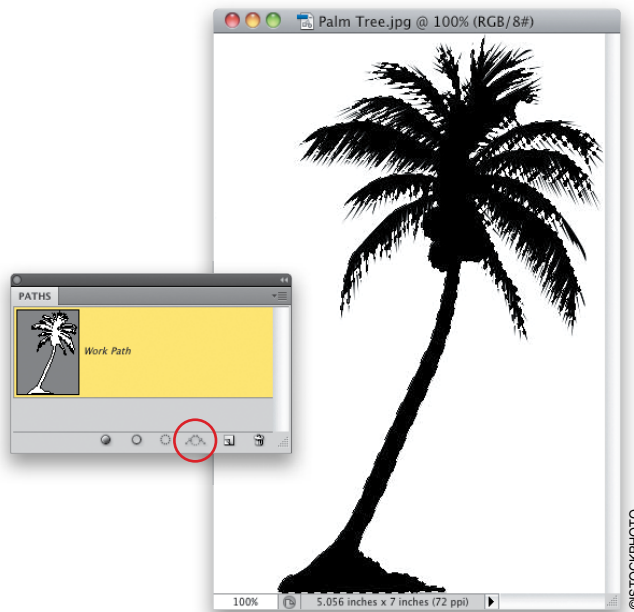 Palm Tree.jpg @ 100% (RGB/8#)
PATHS
Work Path
100%
5.056 inches x 7 inches (72 ppi)
©ISTOCKPHOTO